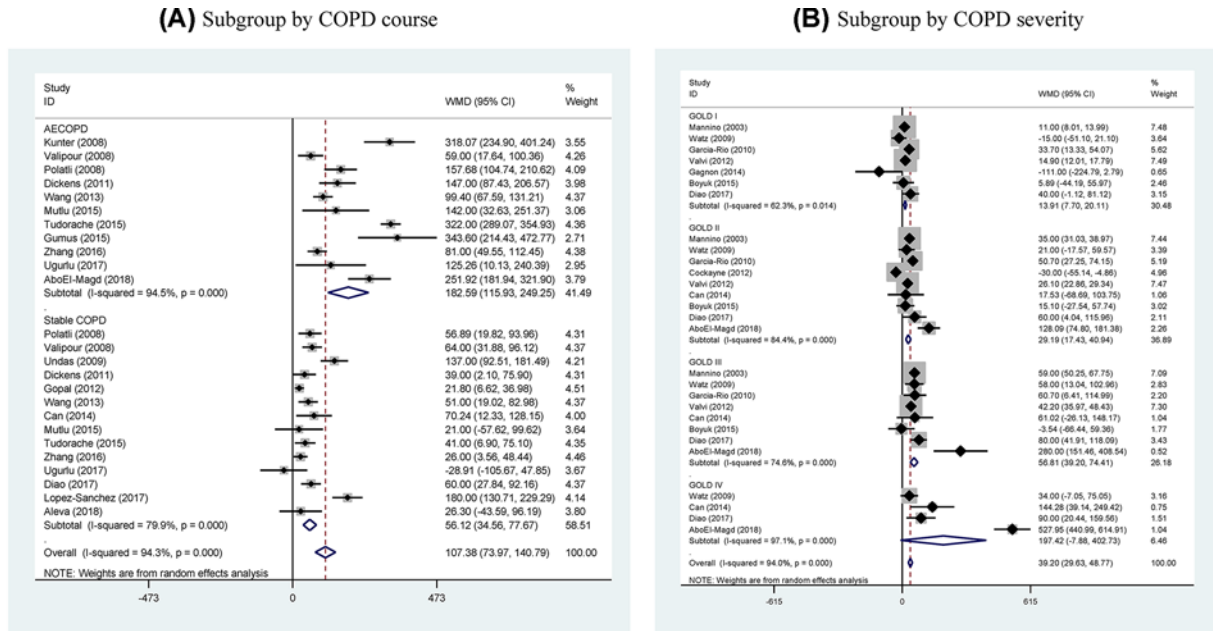 (A) Subgroup by COPD course
Study %
ID WMD (95% CI) Weight
AECOPD
Kunter (2008) 318.07 (234.90, 401.24) 3.55
Valipour (2008) 59.00 (17.64, 100.36) 4.26
Polatli (2008) 157.68 (104.74, 210.62) 4.09
Dickens (2011) 147.00 (87.43, 206.57) 3.98
Wang (2013) 99.40 (67.59, 131.21) 4.37
Mutlu (2015) 142.00 (32.63, 251.37) 3.06
Tudorache (2015) 322.00 (289.07, 354.93) 4.36
Gumus (2015) 343.60 (214.43, 472.77) 2.71
Zhang (2016) 81.00 (49.55, 112.45) 4.38
Ugurlu (2017) 125.26 (10.13, 240.39) 2.95
AboEl-Magd (2018) 251.92 (181.94, 321.90) 3.79
Subtotal (I-squared = 94.5%, p = 0.000) 182.59 (115.93, 249.25) 41.49
.
Stable COPD
Polatli (2008) 56.89 (19.82, 93.96) 4.31
Valipour (2008) 64.00 (31.88, 96.12) 4.37
Undas (2009) 137.00 (92.51, 181.49) 4.21
Dickens (2011) 39.00 (2.10, 75.90) 4.31
Gopal (2012) 21.80 (6.62, 36.98) 4.51
Wang (2013) 51.00 (19.02, 82.98) 4.37
Can (2014) 70.24 (12.33, 128.15) 4.00
Mutlu (2015) 21.00 (-57.62, 99.62) 3.64
Tudorache (2015) 41.00 (6.90, 75.10) 4.35
Zhang (2016) 26.00 (3.56, 48.44) 4.46
Ugurlu (2017) -28.91 (-105.67, 47.85) 3.67
Diao (2017) 60.00 (27.84, 92.16) 4.37
Lopez-Sanchez (2017) 180.00 (130.71, 229.29) 4.14
Aleva (2018) 26.30 (-43.59, 96.19) 3.80
Subtotal (I-squared = 79.9%, p = 0.000) 56.12 (34.56, 77.67) 58.51
.
Overall (I-squared = 94.3%, p = 0.000) 107.38 (73.97, 140.79) 100.00
NOTE: Weights are from random effects analysis
-473 0 473
(B) Subgroup by COPD severity
Study %
ID WMD (95% CI) Weight
GOLD I
Mannino (2003) 11.00 (8.01, 13.99) 7.48
Watz (2009) -15.00 (-51.10, 21.10) 3.64
Garcia-Rio (2010) 33.70 (13.33, 54.07) 5.62
Valvi (2012) 14.90 (12.01, 17.79) 7.49
Gagnon (2014) -111.00 (-224.79, 2.79) 0.65
Boyuk (2015) 5.89 (-44.19, 55.97) 2.46
Diao (2017) 40.00 (-1.12, 81.12) 3.15
Subtotal (I-squared = 62.3%, p = 0.014) 13.91 (7.70, 20.11) 30.48
.
GOLD II
Mannino (2003) 35.00 (31.03, 38.97) 7.44
Watz (2009) 21.00 (-17.57, 59.57) 3.39
Garcia-Rio (2010) 50.70 (27.25, 74.15) 5.19
Cockayne (2012) -30.00 (-55.14, -4.86) 4.96
Valvi (2012) 26.10 (22.86, 29.34) 7.47
Can (2014) 17.53 (-68.69, 103.75) 1.06
Boyuk (2015) 15.10 (-27.54, 57.74) 3.02
Diao (2017) 60.00 (4.04, 115.96) 2.11
AboEl-Magd (2018) 128.09 (74.80, 181.38) 2.26
Subtotal (I-squared = 84.4%, p = 0.000) 29.19 (17.43, 40.94) 36.89
.
GOLD III
Mannino (2003) 59.00 (50.25, 67.75) 7.09
Watz (2009) 58.00 (13.04, 102.96) 2.83
Garcia-Rio (2010) 60.70 (6.41, 114.99) 2.20
Valvi (2012) 42.20 (35.97, 48.43) 7.30
Can (2014) 61.02 (-26.13, 148.17) 1.04
Boyuk (2015) -3.54 (-66.44, 59.36) 1.77
Diao (2017) 80.00 (41.91, 118.09) 3.43
AboEl-Magd (2018) 280.00 (151.46, 408.54) 0.52
Subtotal (I-squared = 74.6%, p = 0.000) 56.81 (39.20, 74.41) 26.18
.
GOLD IV
Watz (2009) 34.00 (-7.05, 75.05) 3.16
Can (2014) 144.28 (39.14, 249.42) 0.75
Diao (2017) 90.00 (20.44, 159.56) 1.51
AboEl-Magd (2018) 527.95 (440.99, 614.91) 1.04
Subtotal (I-squared = 97.1%, p = 0.000) 197.42 (-7.88, 402.73) 6.46
.
Overall (I-squared = 94.0%, p = 0.000) 39.20 (29.63, 48.77) 100.00
NOTE: Weights are from random effects analysis
-615 0 615